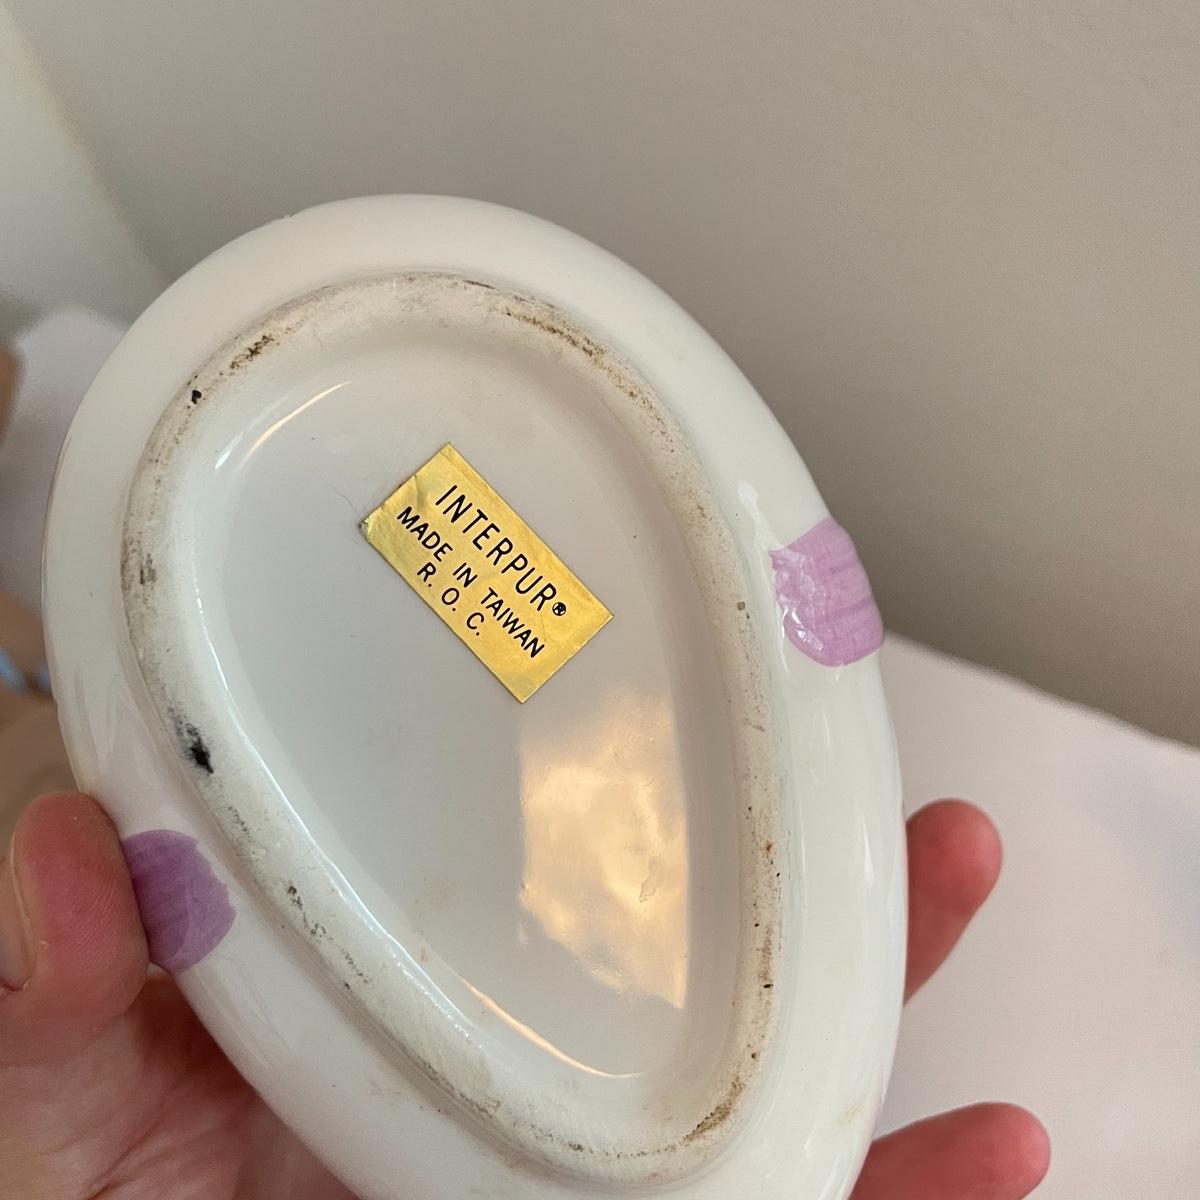 INTERPUR®
MADE IN TAIWAN
R. O. C.